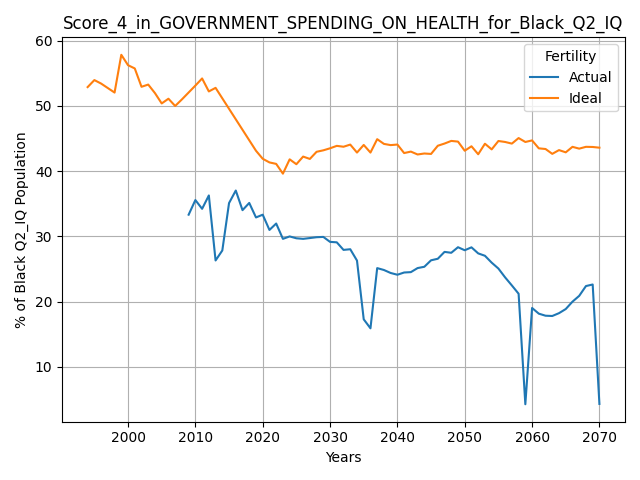 Score_4_in_GOVERNMENT_SPENDING_ON_HEALTH_for_Black_Q2_IQ
Fertility
Actual
Ideal
% of Black Q2_IQ Population
60
50
40
30
20
10
2000
2010
2020
2030
2040
2050
2060
2070
Years